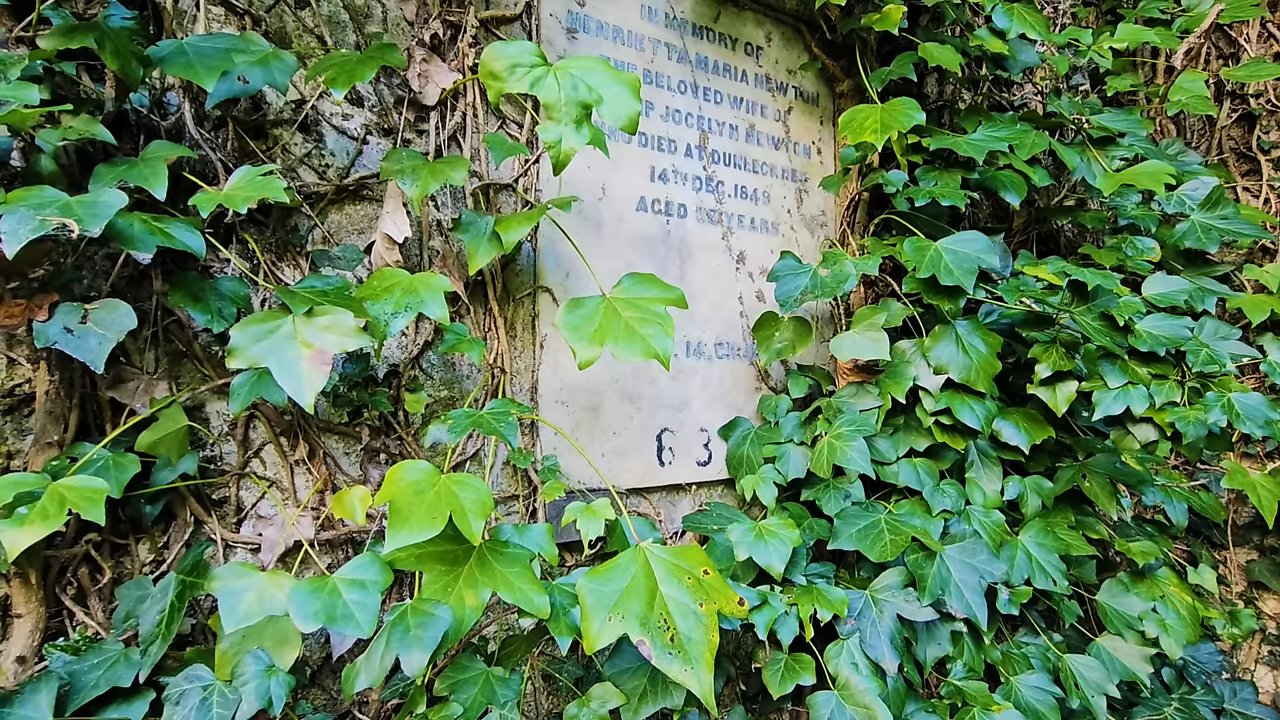 IN MEMORY OF
HENRIETTA MARIA NEWTON
THE BELOVED WIFE OF
P JOCELYN NEWTON
WHO DIED AT DUNLECKNEY
14TH DEC. 1848
AGED YEARS.
14.
63